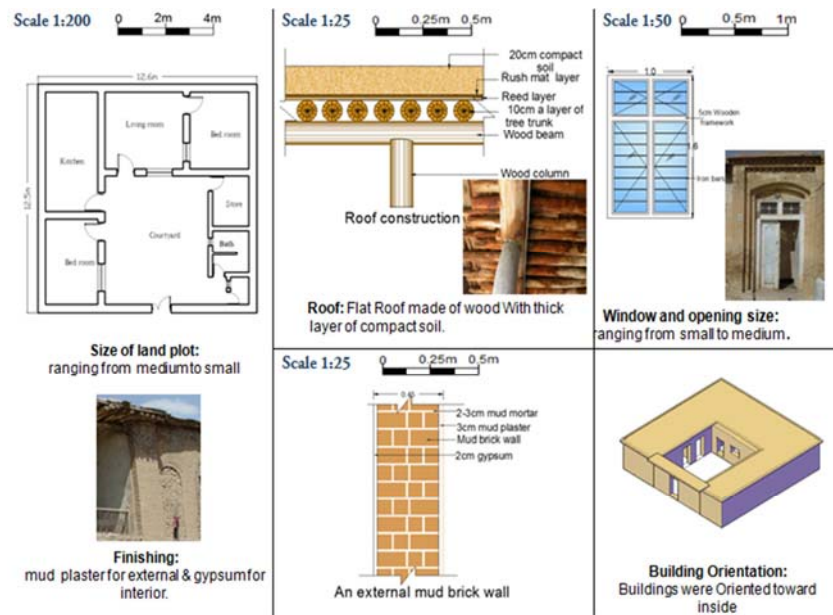 Scale 1:200
0 2m 4m
12.6m
12.5m
Living room
Bed room
Kitchen
Store
Courtyard
Bath
Bed room
Size of land plot:
ranging from mediumto small
Finishing:
mud plaster for external & gypsumfor
interior.
Scale 1:25
0 0.25m 0.5m
20cm compact
soil
Rush mat layer
Reed layer
10cm a layer of
tree trunk
Wood beam
Wood column
Roof construction
Roof: Flat Roof made of wood With thick
layer of compact soil.
Scale 1:25
0 0.25m 0.5m
0.45
2-3cm mud mortar
3cm mud plaster
Mud brick wall
2cm gypsum
An external mud brick wall
Scale 1:50
0 0.5m 1m
1.0
5cm Wooden
framework
1.6
Iron bars
Window and opening size:
ranging from small to medium.
Building Orientation:
Buildings were Oriented toward
inside